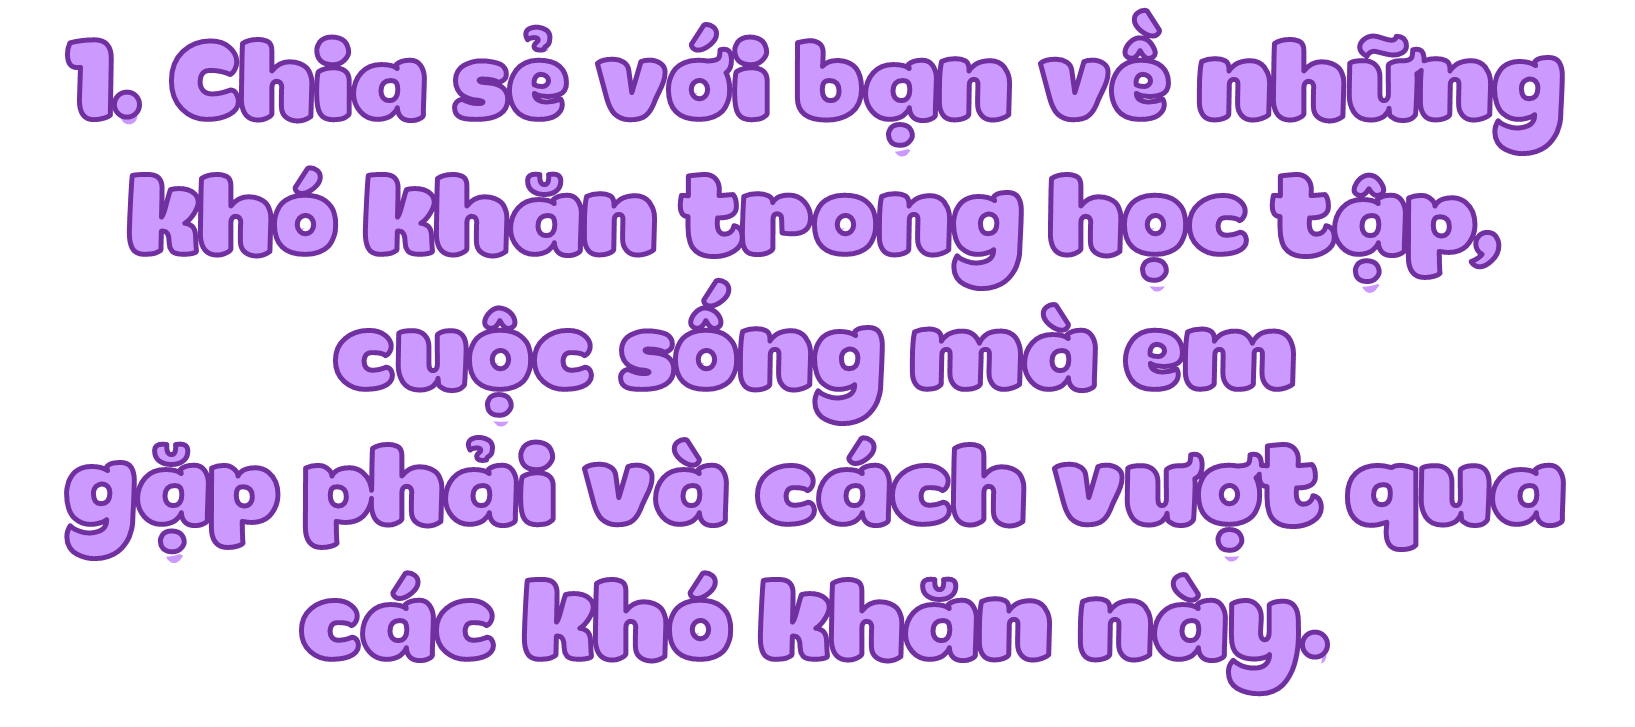 1. Chia sẻ với bạn về những
khó khăn trong học tập,
cuộc sống mà em
gặp phải và cách vượt qua
các khó khăn này.